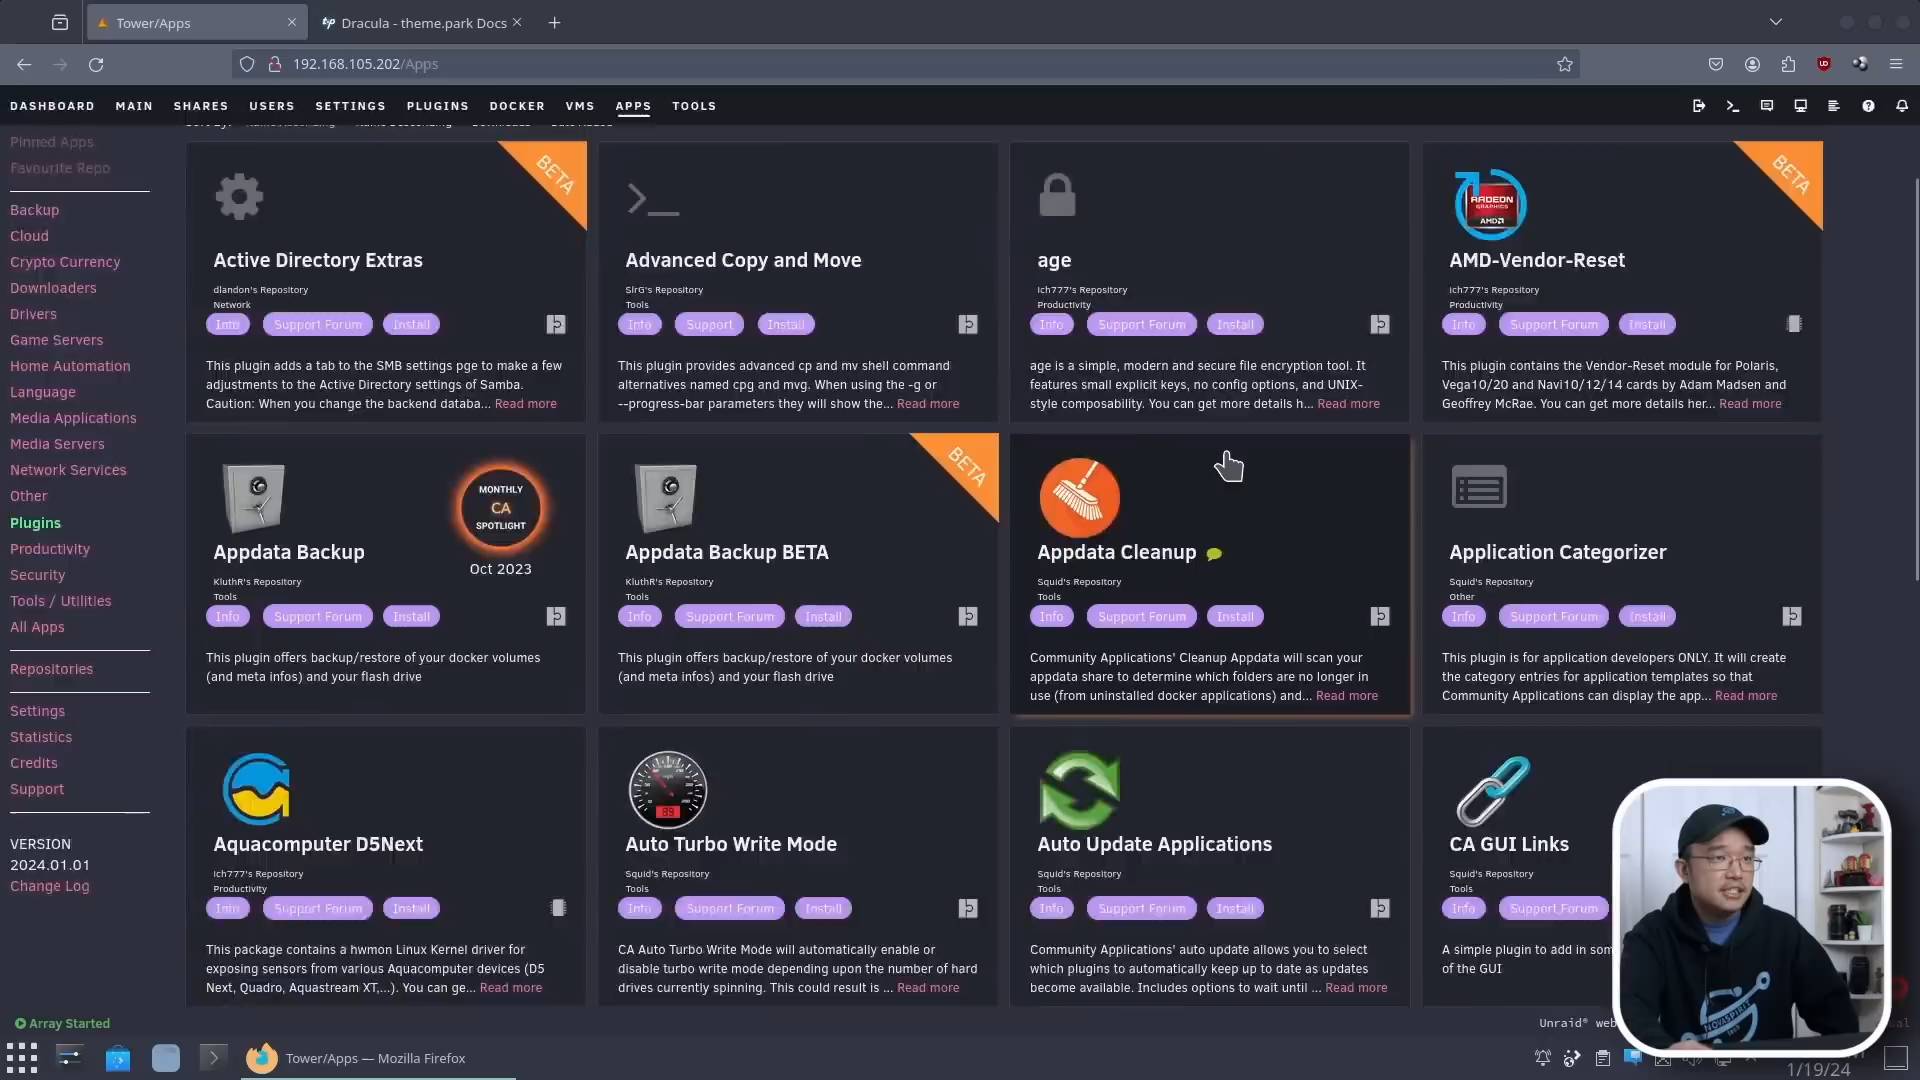 Tower/Apps
tp Dracula - theme.park Docs
192.168.105.202/Apps
DASHBOARD MAIN SHARES USERS SETTINGS PLUGINS DOCKER VMS APPS TOOLS
Pinned Apps
Favourite Repo
Backup
Cloud
Crypto Currency
Downloaders
Drivers
Game Servers
Home Automation
Language
Media Applications
Media Servers
Network Services
Other
Plugins
Productivity
Security
Tools / Utilities
All Apps
Repositories
Settings
Statistics
Credits
Support
VERSION
2024.01.01
Change Log
BETA
Active Directory Extras
dlandon's Repository
Network
Info Support Forum Install
This plugin adds a tab to the SMB settings pge to make a few
adjustments to the Active Directory settings of Samba.
Caution: When you change the backend databa... Read more
Advanced Copy and Move
SirG's Repository
Tools
Info Support Install
This plugin provides advanced cp and mv shell command
alternatives named cpg and mvg. When using the -g or
--progress-bar parameters they will show the... Read more
age
ich777's Repository
Productivity
Info Support Forum Install
age is a simple, modern and secure file encryption tool. It
features small explicit keys, no config options, and UNIX-
style composability. You can get more details h... Read more
BETA
RADEON
GRAPHICS
AMD
AMD-Vendor-Reset
ich777's Repository
Productivity
Info Support Forum Install
This plugin contains the Vendor-Reset module for Polaris,
Vega10/20 and Navi10/12/14 cards by Adam Madsen and
Geoffrey McRae. You can get more details her... Read more
MONTHLY
CA
SPOTLIGHT
Oct 2023
Appdata Backup
KluthR's Repository
Tools
Info Support Forum Install
This plugin offers backup/restore of your docker volumes
(and meta infos) and your flash drive
BETA
Appdata Backup BETA
KluthR's Repository
Tools
Info Support Forum Install
This plugin offers backup/restore of your docker volumes
(and meta infos) and your flash drive
Appdata Cleanup
Squid's Repository
Tools
Info Support Forum Install
Community Applications' Cleanup Appdata will scan your
appdata share to determine which folders are no longer in
use (from uninstalled docker applications) and... Read more
Application Categorizer
Squid's Repository
Other
Info Support Forum Install
This plugin is for application developers ONLY. It will create
the category entries for application templates so that
Community Applications can display the app... Read more
Aquacomputer D5Next
ich777's Repository
Productivity
Info Support Forum Install
This package contains a hwmon Linux Kernel driver for
exposing sensors from various Aquacomputer devices (D5
Next, Quadro, Aquastream XT,...). You can ge... Read more
Auto Turbo Write Mode
Squid's Repository
Tools
Info Support Forum Install
CA Auto Turbo Write Mode will automatically enable or
disable turbo write mode depending upon the number of hard
drives currently spinning. This could result is ... Read more
Auto Update Applications
Squid's Repository
Tools
Info Support Forum Install
Community Applications' auto update allows you to select
which plugins to automatically keep up to date as updates
become available. Includes options to wait until ... Read more
CA GUI Links
Squid's Repository
Tools
Info Support Forum
A simple plugin to add in som
of the GUI
NOVASPIRIT
Array Started
Unraid® web
Tower/Apps — Mozilla Firefox
1/19/24